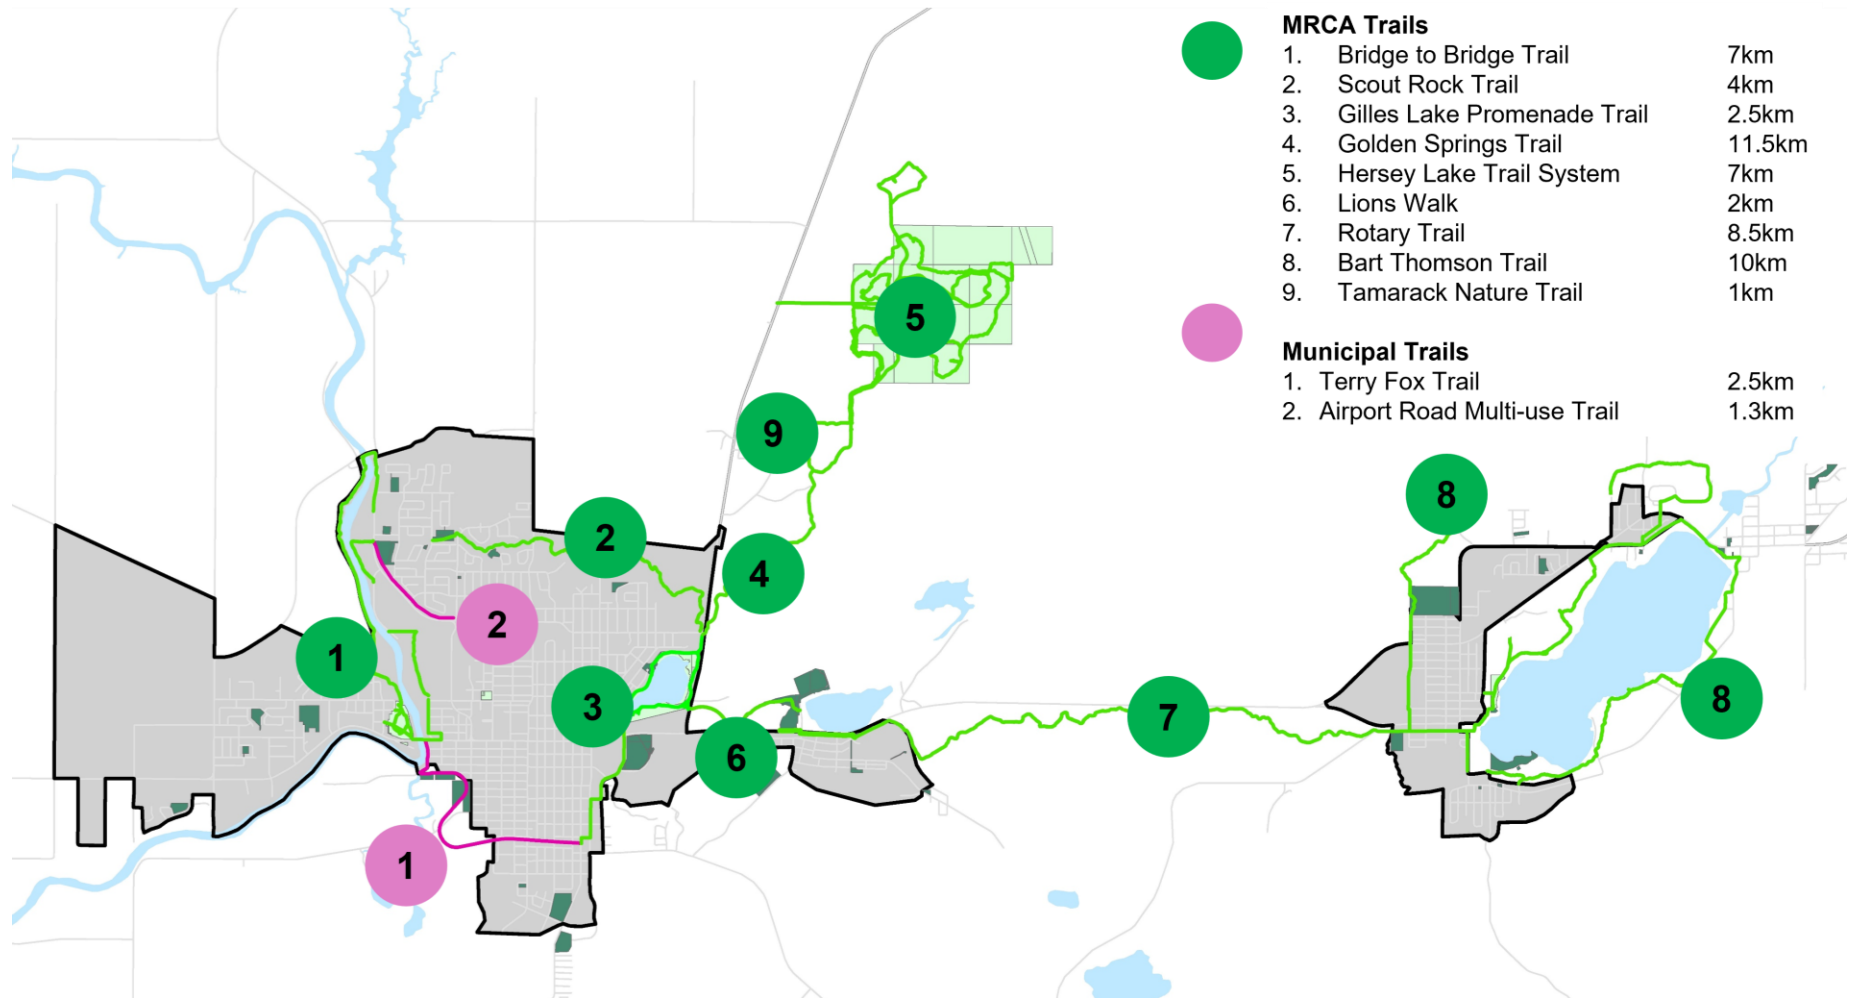 MRCA Trails
1. Bridge to Bridge Trail 7km
2. Scout Rock Trail 4km
3. Gilles Lake Promenade Trail 2.5km
4. Golden Springs Trail 11.5km
5. Hersey Lake Trail System 7km
6. Lions Walk 2km
7. Rotary Trail 8.5km
8. Bart Thomson Trail 10km
9. Tamarack Nature Trail 1km
Municipal Trails
1. Terry Fox Trail 2.5km
2. Airport Road Multi-use Trail 1.3km
5
9
8
2
4
2
1
3
7
8
6
1